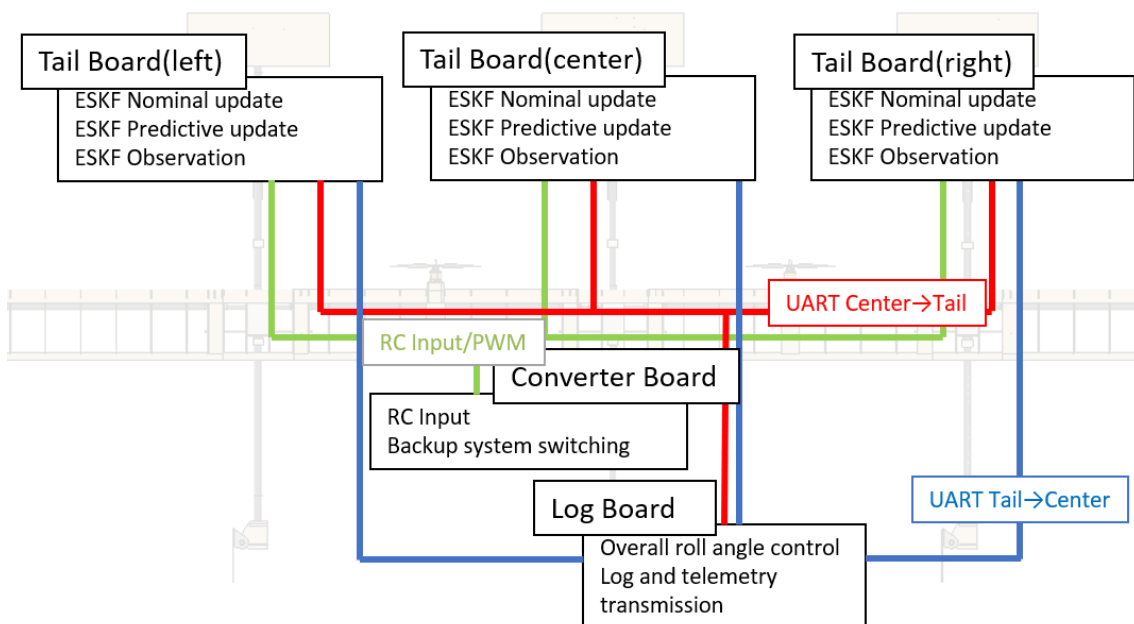 Tail Board(left)
ESKF Nominal update
ESKF Predictive update
ESKF Observation
Tail Board(center)
ESKF Nominal update
ESKF Predictive update
ESKF Observation
Tail Board(right)
ESKF Nominal update
ESKF Predictive update
ESKF Observation
UART Center→Tail
RC Input/PWM
Converter Board
RC Input
Backup system switching
UART Tail→Center
Log Board
Overall roll angle control
Log and telemetry
transmission